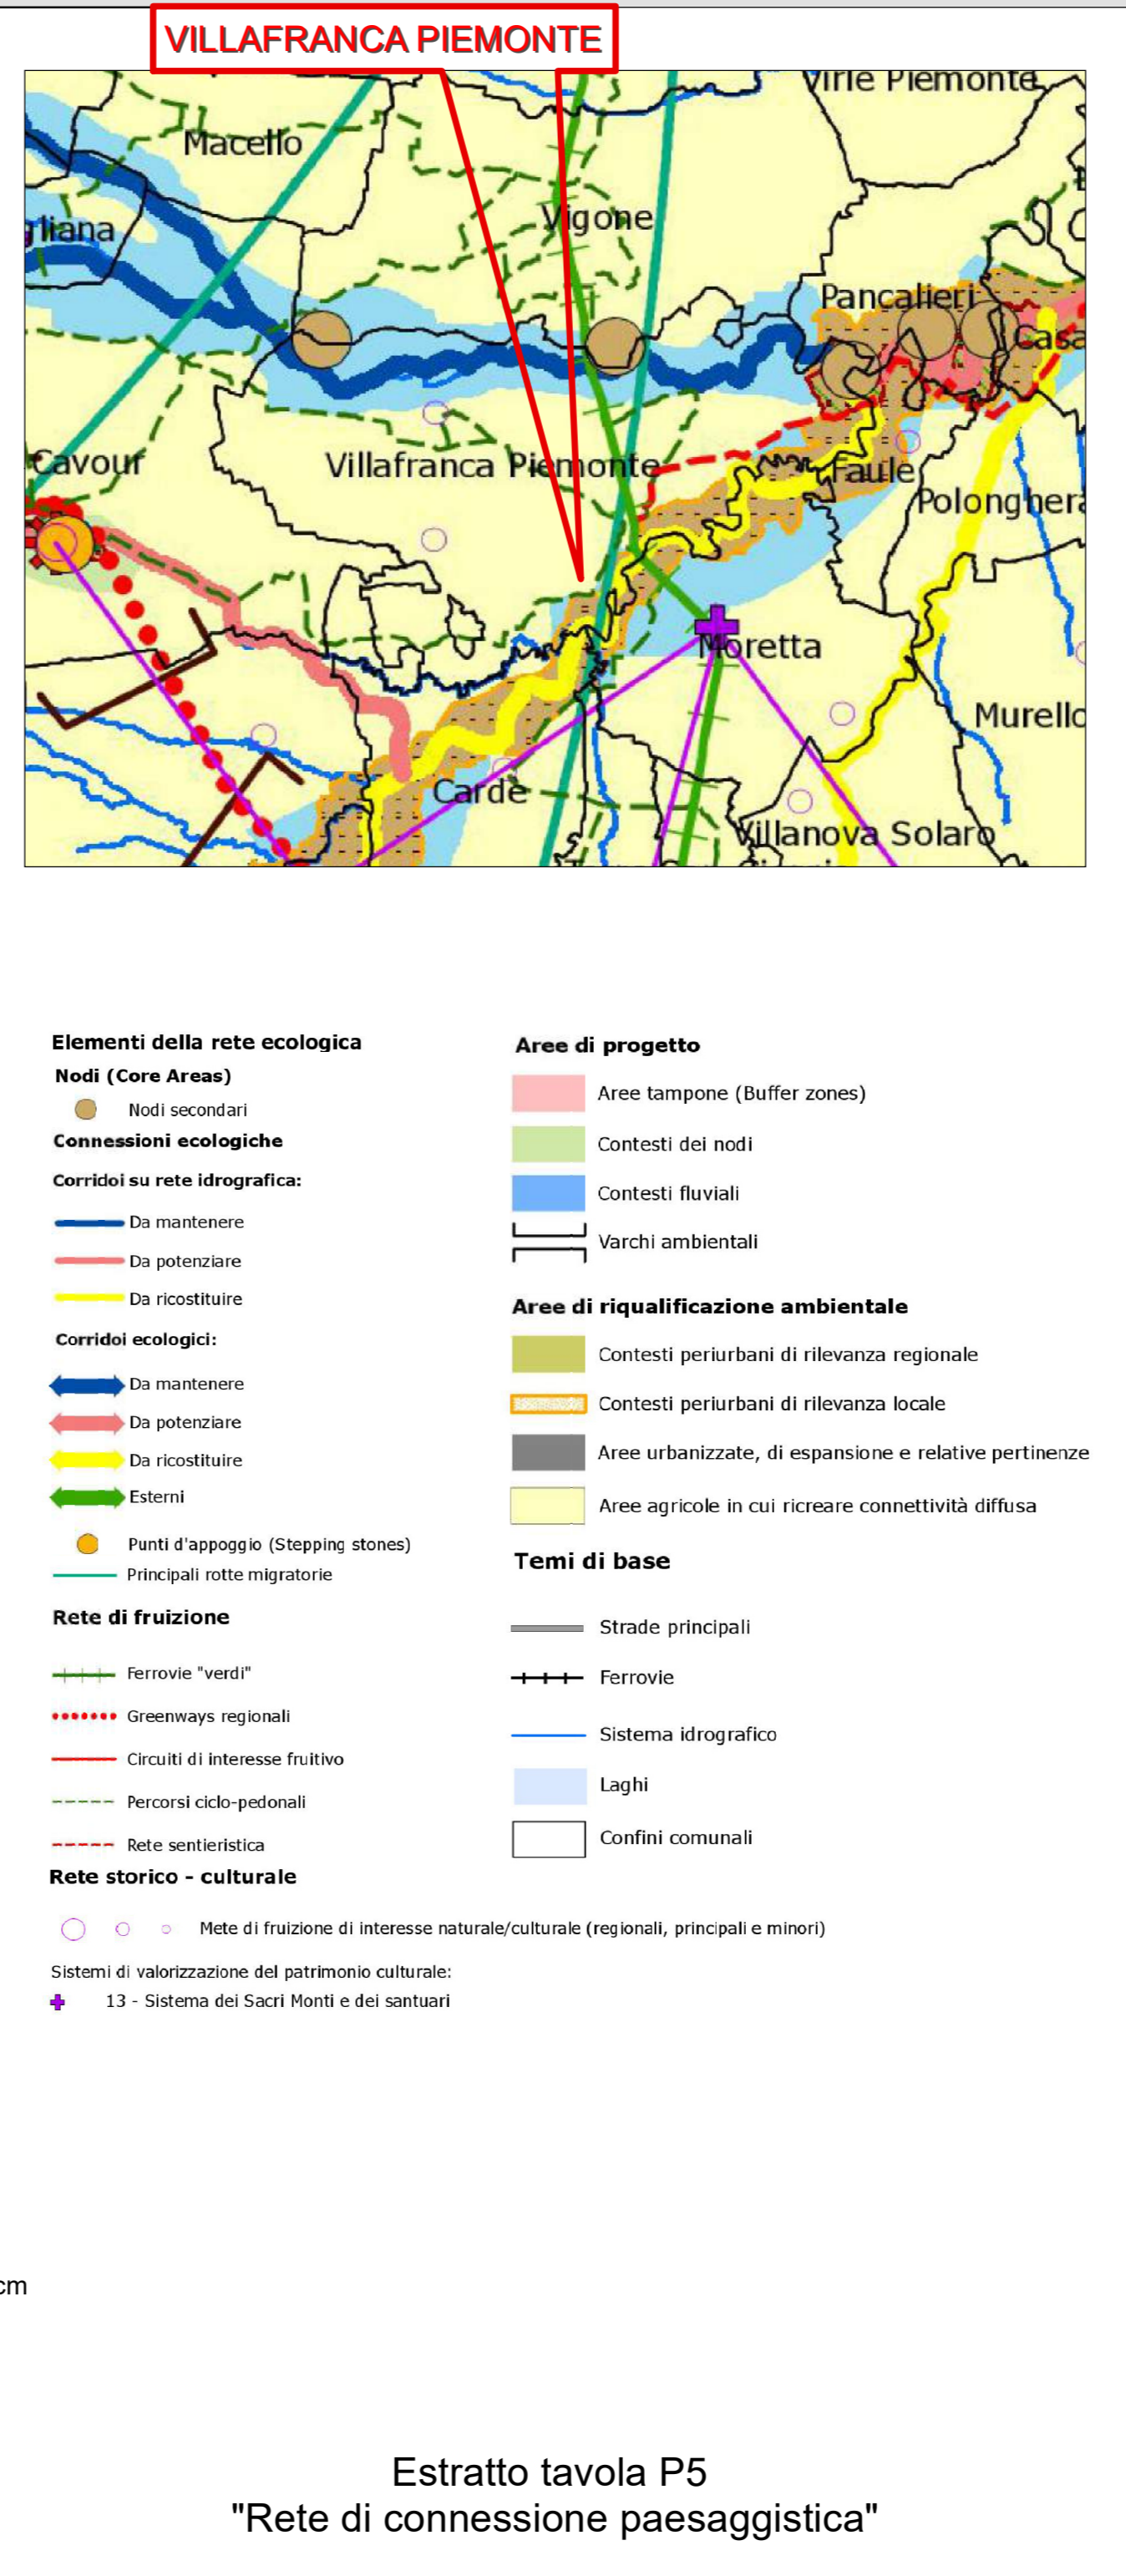 VILLAFRANCA PIEMONTE
Virle Piemonte
Macello
gliana
Vigone
Pancalieri
Casa
Cavour
Villafranca Piemonte
Faule
Polongher
Moretta
Murello
Cardè
Villanova Solaro
Elementi della rete ecologica
Nodi (Core Areas)
Nodi secondari
Connessioni ecologiche
Corridoi su rete idrografica:
Da mantenere
Da potenziare
Da ricostituire
Corridoi ecologici:
Da mantenere
Da potenziare
Da ricostituire
Esterni
Punti d'appoggio (Stepping stones)
Principali rotte migratorie
Rete di fruizione
Ferrovie "verdi"
Greenways regionali
Circuiti di interesse fruitivo
Percorsi ciclo-pedonali
Rete sentieristica
Rete storico - culturale
Mete di fruizione di interesse naturale/culturale (regionali, principali e minori)
Sistemi di valorizzazione del patrimonio culturale:
13 - Sistema dei Sacri Monti e dei santuari
Aree di progetto
Aree tampone (Buffer zones)
Contesti dei nodi
Contesti fluviali
Varchi ambientali
Aree di riqualificazione ambientale
Contesti periurbani di rilevanza regionale
Contesti periurbani di rilevanza locale
Aree urbanizzate, di espansione e relative pertinenze
Aree agricole in cui ricreare connettività diffusa
Temi di base
Strade principali
Ferrovie
Sistema idrografico
Laghi
Confini comunali
cm
Estratto tavola P5
"Rete di connessione paesaggistica"